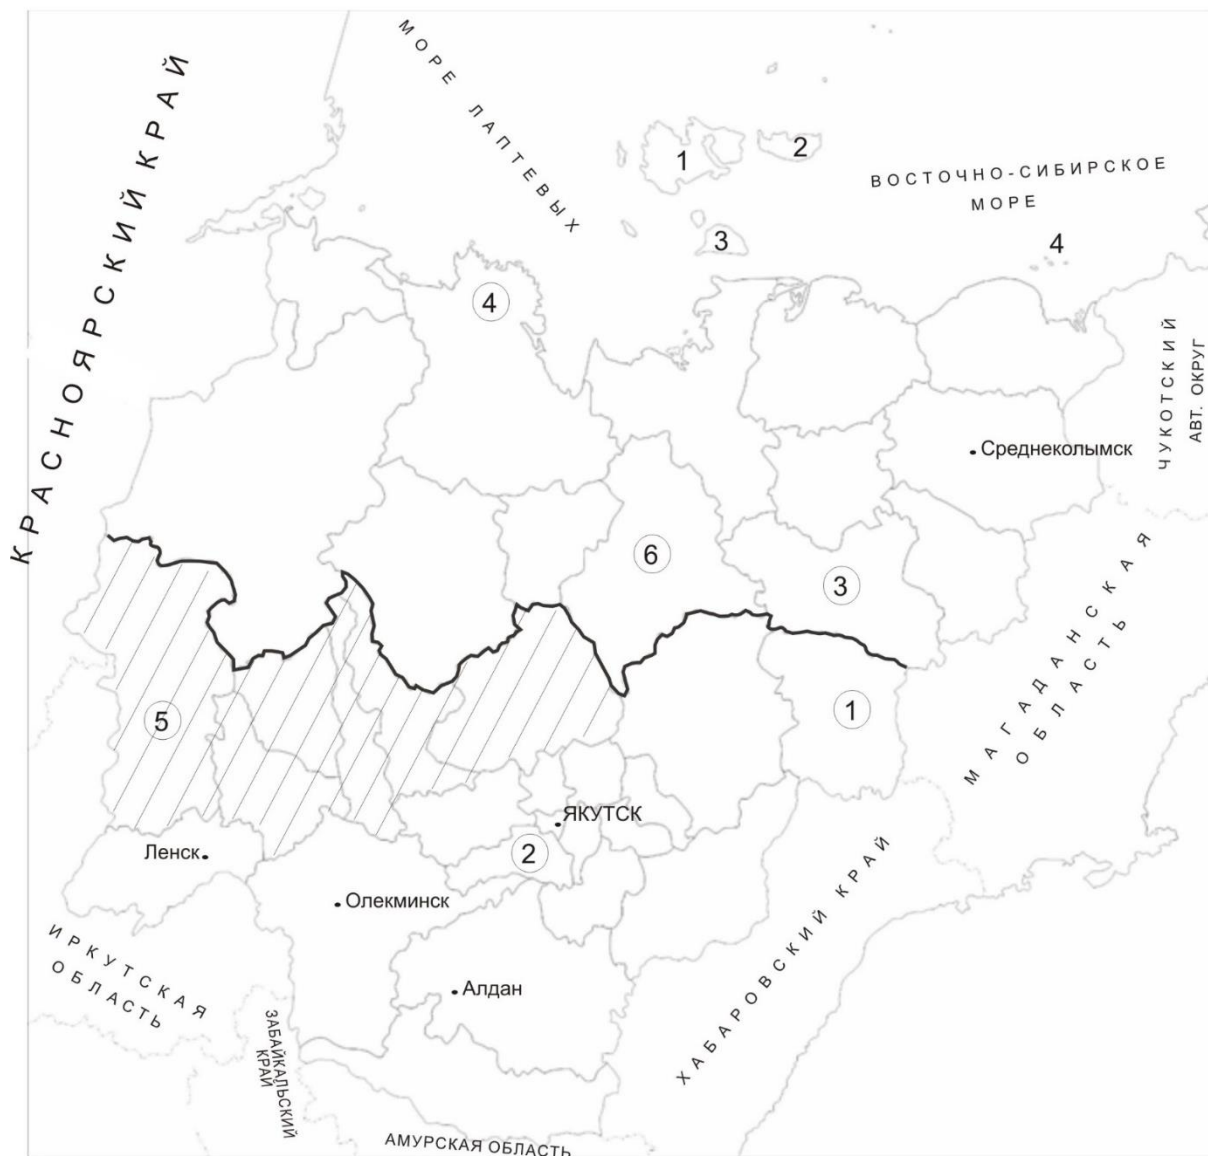 КРАСНОЯРСКИЙ КРАЙ
МОРЕ ЛАПТЕВЫХ
1
2
ВОСТОЧНО-СИБИРСКОЕ
МОРЕ
3
4
4
ЧУКОТСКИЙ
АВТ. ОКРУГ
Среднеколымск
6
3
МАГАДАНСКАЯ
ОБЛАСТЬ
5
1
ЯКУТСК
Ленск
2
Олекминск
ИРКУТСКАЯ
ОБЛАСТЬ
Алдан
ХАБАРОВСКИЙ КРАЙ
ЗАБАЙКАЛЬСКИЙ
КРАЙ
АМУРСКАЯ ОБЛАСТЬ